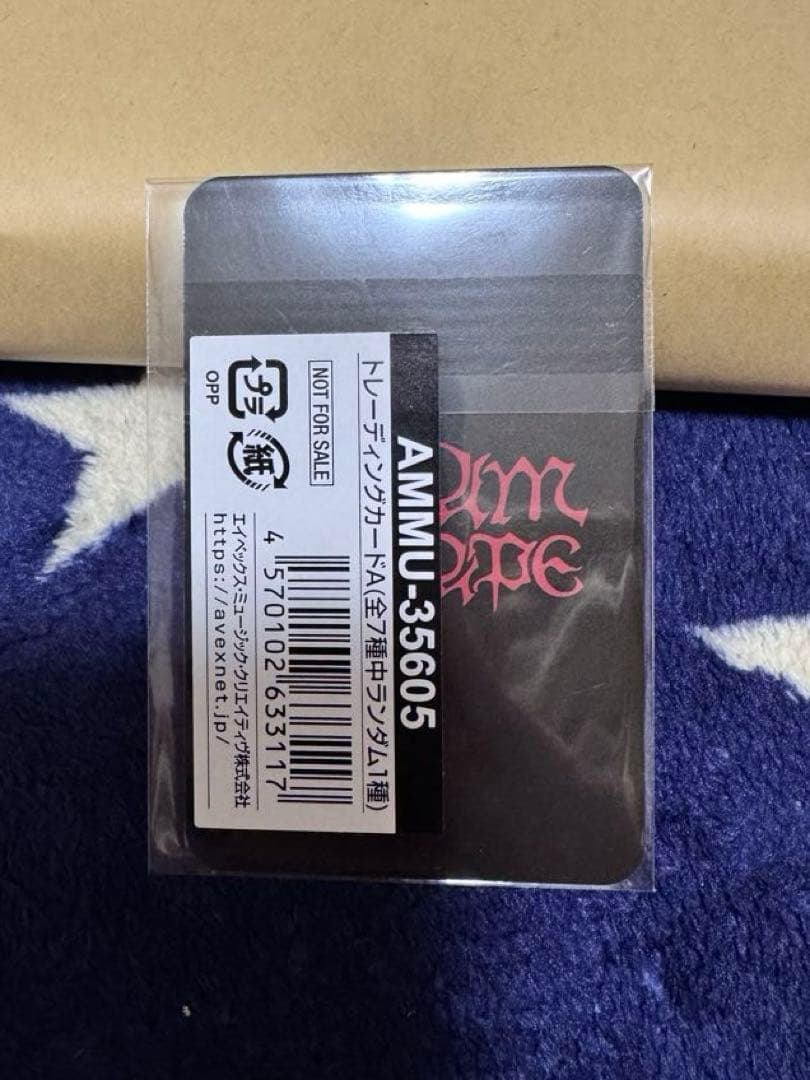 AMMU-35605
トレーディングカードA(全7種中ランダム1種)
NOT FOR SALE
プラ
OPP
紙
4 570102 633117
エイベックス・ミュージック・クリエイティヴ株式会社
https://avexnet.jp/